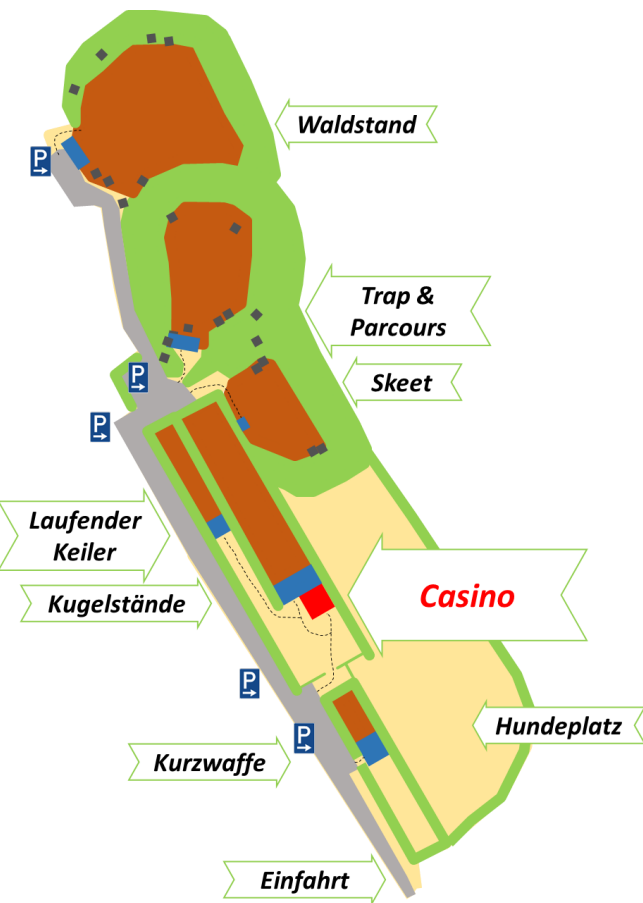 Waldstand
P
Trap &
Parcours
Skeet
P
P
Laufender
Keiler
Casino
Kugelstände
P
Hundeplatz
P
Kurzwaffe
Einfahrt